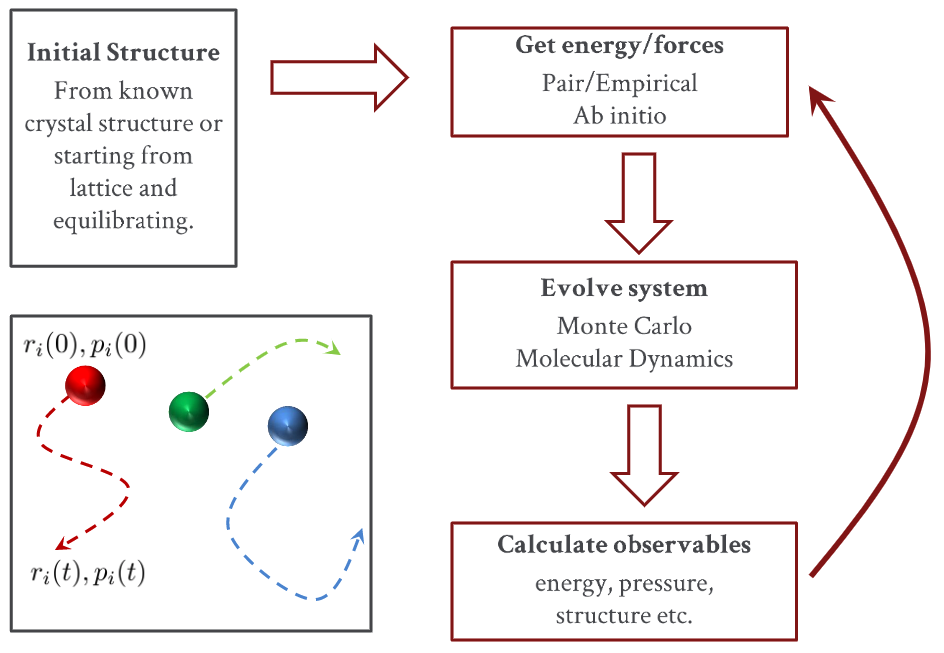 Initial Structure
From known
crystal structure or
starting from
lattice and
equilibrating.
Get energy/forces
Pair/Empirical
Ab initio
Evolve system
Monte Carlo
Molecular Dynamics
Calculate observables
energy, pressure,
structure etc.
r_i(0), p_i(0)
r_i(t), p_i(t)